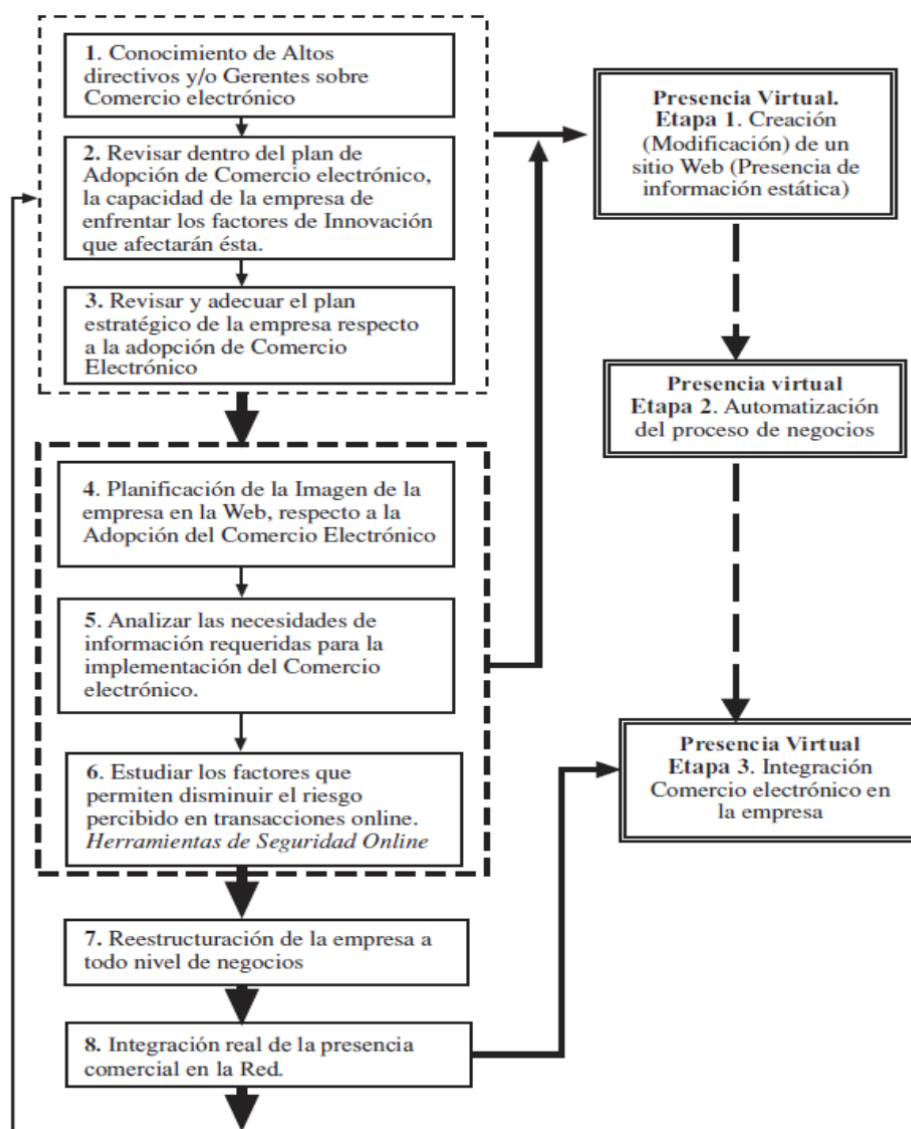 1. Conocimiento de Altos
directivos y/o Gerentes sobre
Comercio electrónico
2. Revisar dentro del plan de
Adopción de Comercio electrónico,
la capacidad de la empresa de
enfrentar los factores de Innovación
que afectarán ésta.
3. Revisar y adecuar el plan
estratégico de la empresa respecto
a la adopción de Comercio
Electrónico
4. Planificación de la Imagen de la
empresa en la Web, respecto a la
Adopción del Comercio Electrónico
5. Analizar las necesidades de
información requeridas para la
implementación del Comercio
electrónico.
6. Estudiar los factores que
permiten disminuir el riesgo
percibido en transacciones online.
Herramientas de Seguridad Online
7. Reestructuración de la empresa a
todo nivel de negocios
8. Integración real de la presencia
comercial en la Red.
Presencia Virtual.
Etapa 1. Creación
(Modificación) de un
sitio Web (Presencia de
información estática)
Presencia virtual
Etapa 2. Automatización
del proceso de negocios
Presencia Virtual
Etapa 3. Integración
Comercio electrónico en
la empresa